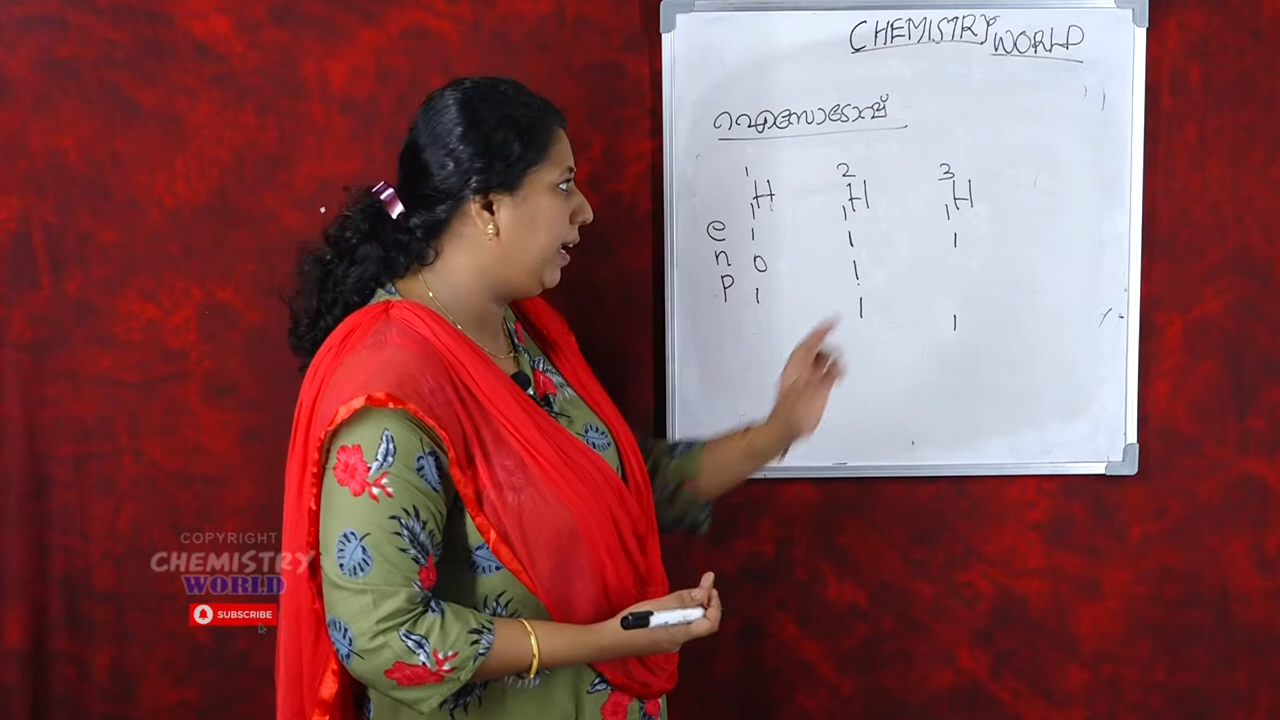 CHEMISTRY WORLD
ഐസോടോപ്പ്
1 2 3
H H H
1 1 1
e 1 1 1
n 0 1
p 1 1 1
COPYRIGHT
CHEMISTRY
WORLD
SUBSCRIBE